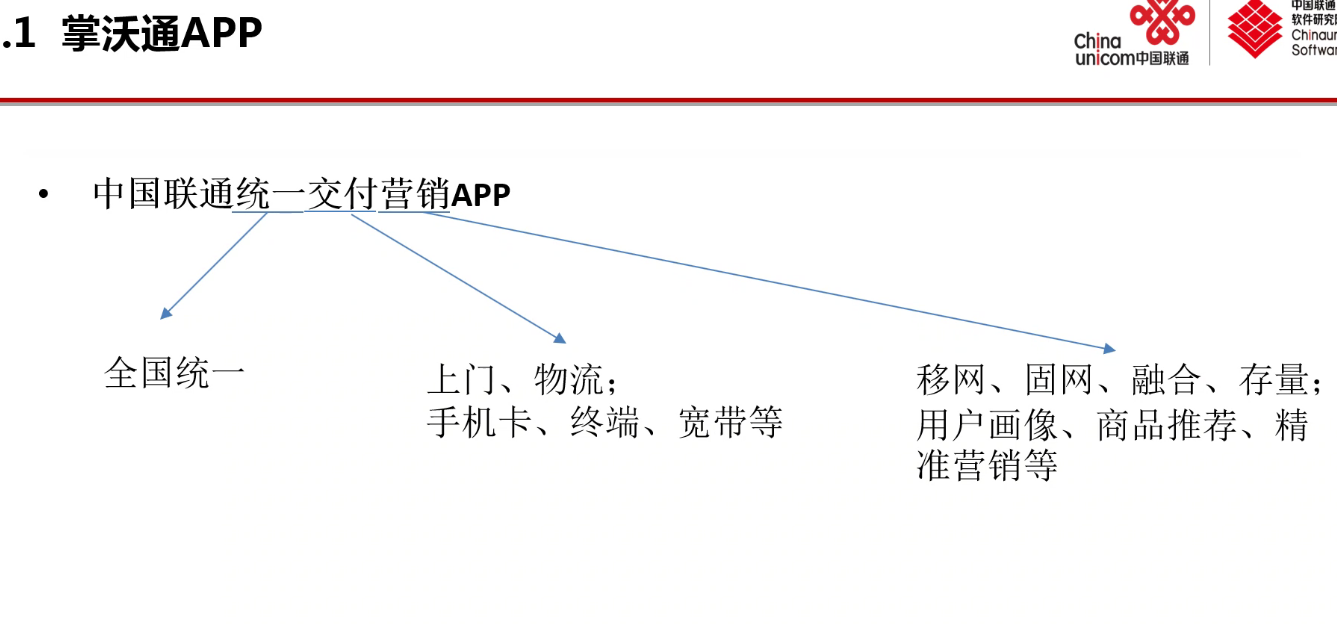 .1 掌沃通APP
China
unicom中国联通
中国联通
软件研究院
Chinaun
Softwar
• 中国联通统一交付营销APP
全国统一
上门、物流;
手机卡、终端、宽带等
移网、固网、融合、存量;
用户画像、商品推荐、精
准营销等